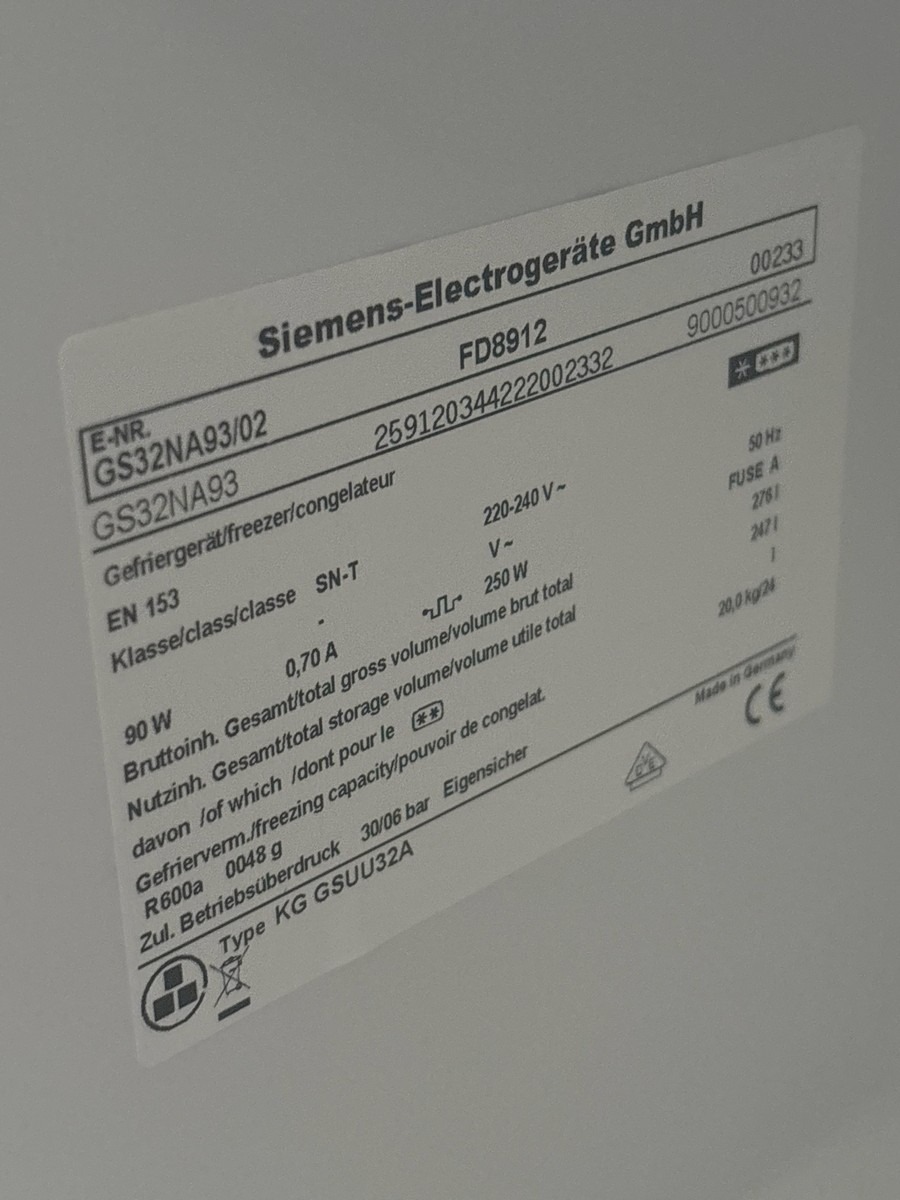 Siemens-Electrogeräte GmbH
E-NR.
GS32NA93/02 FD8912 00233
GS32NA93 259120344222002332 9000500932
Gefriergerät/freezer/congelateur
EN 153
Klasse/class/classe SN-T 220-240 V~ 50 Hz
- V~ FUSE A
90 W 0,70 A 250 W
Bruttoinh. Gesamt/total gross volume/volume brut total 276 l
Nutzinh. Gesamt/total storage volume/volume utile total 247 l
davon /of which /dont pour le ** l
Gefrierverm./freezing capacity/pouvoir de congelat. 20,0 kg/24
R600a 0048 g
Zul. Betriebsüberdruck 30/06 bar Eigensicher
Made in Germany
Type KG GSUU32A
DVE
CE